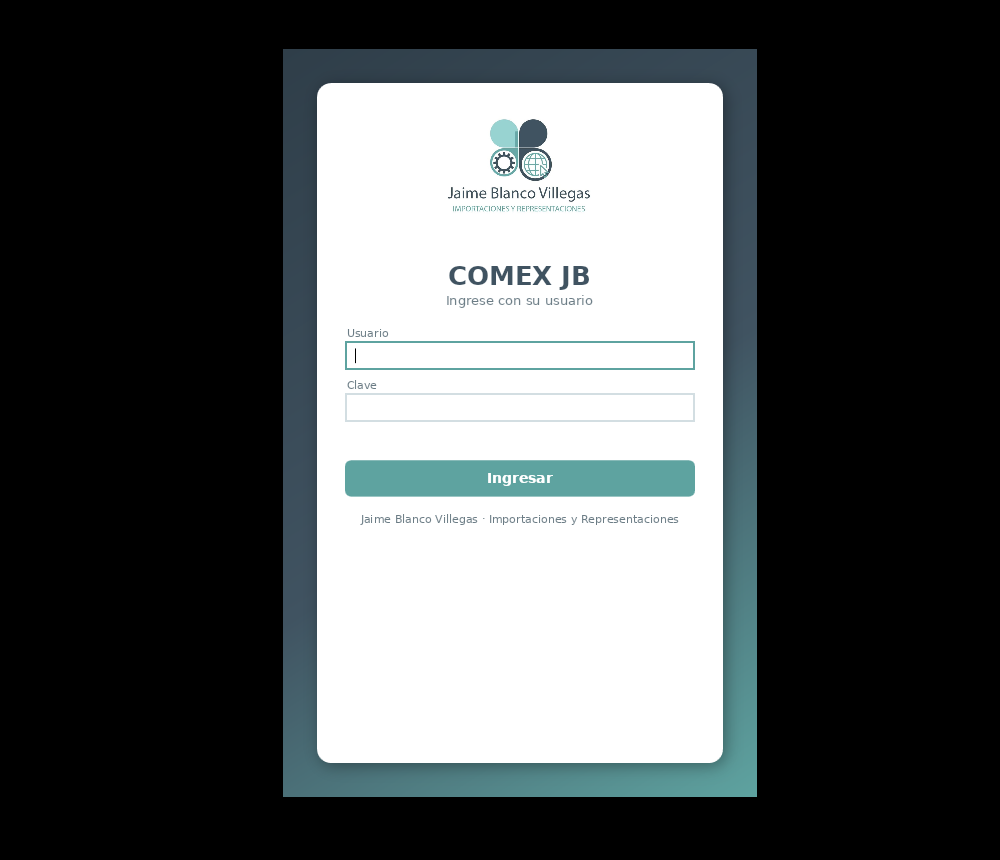 Jaime Blanco Villegas
IMPORTACIONES Y REPRESENTACIONES
COMEX JB
Ingrese con su usuario
Usuario
Clave
Ingresar
Jaime Blanco Villegas · Importaciones y Representaciones